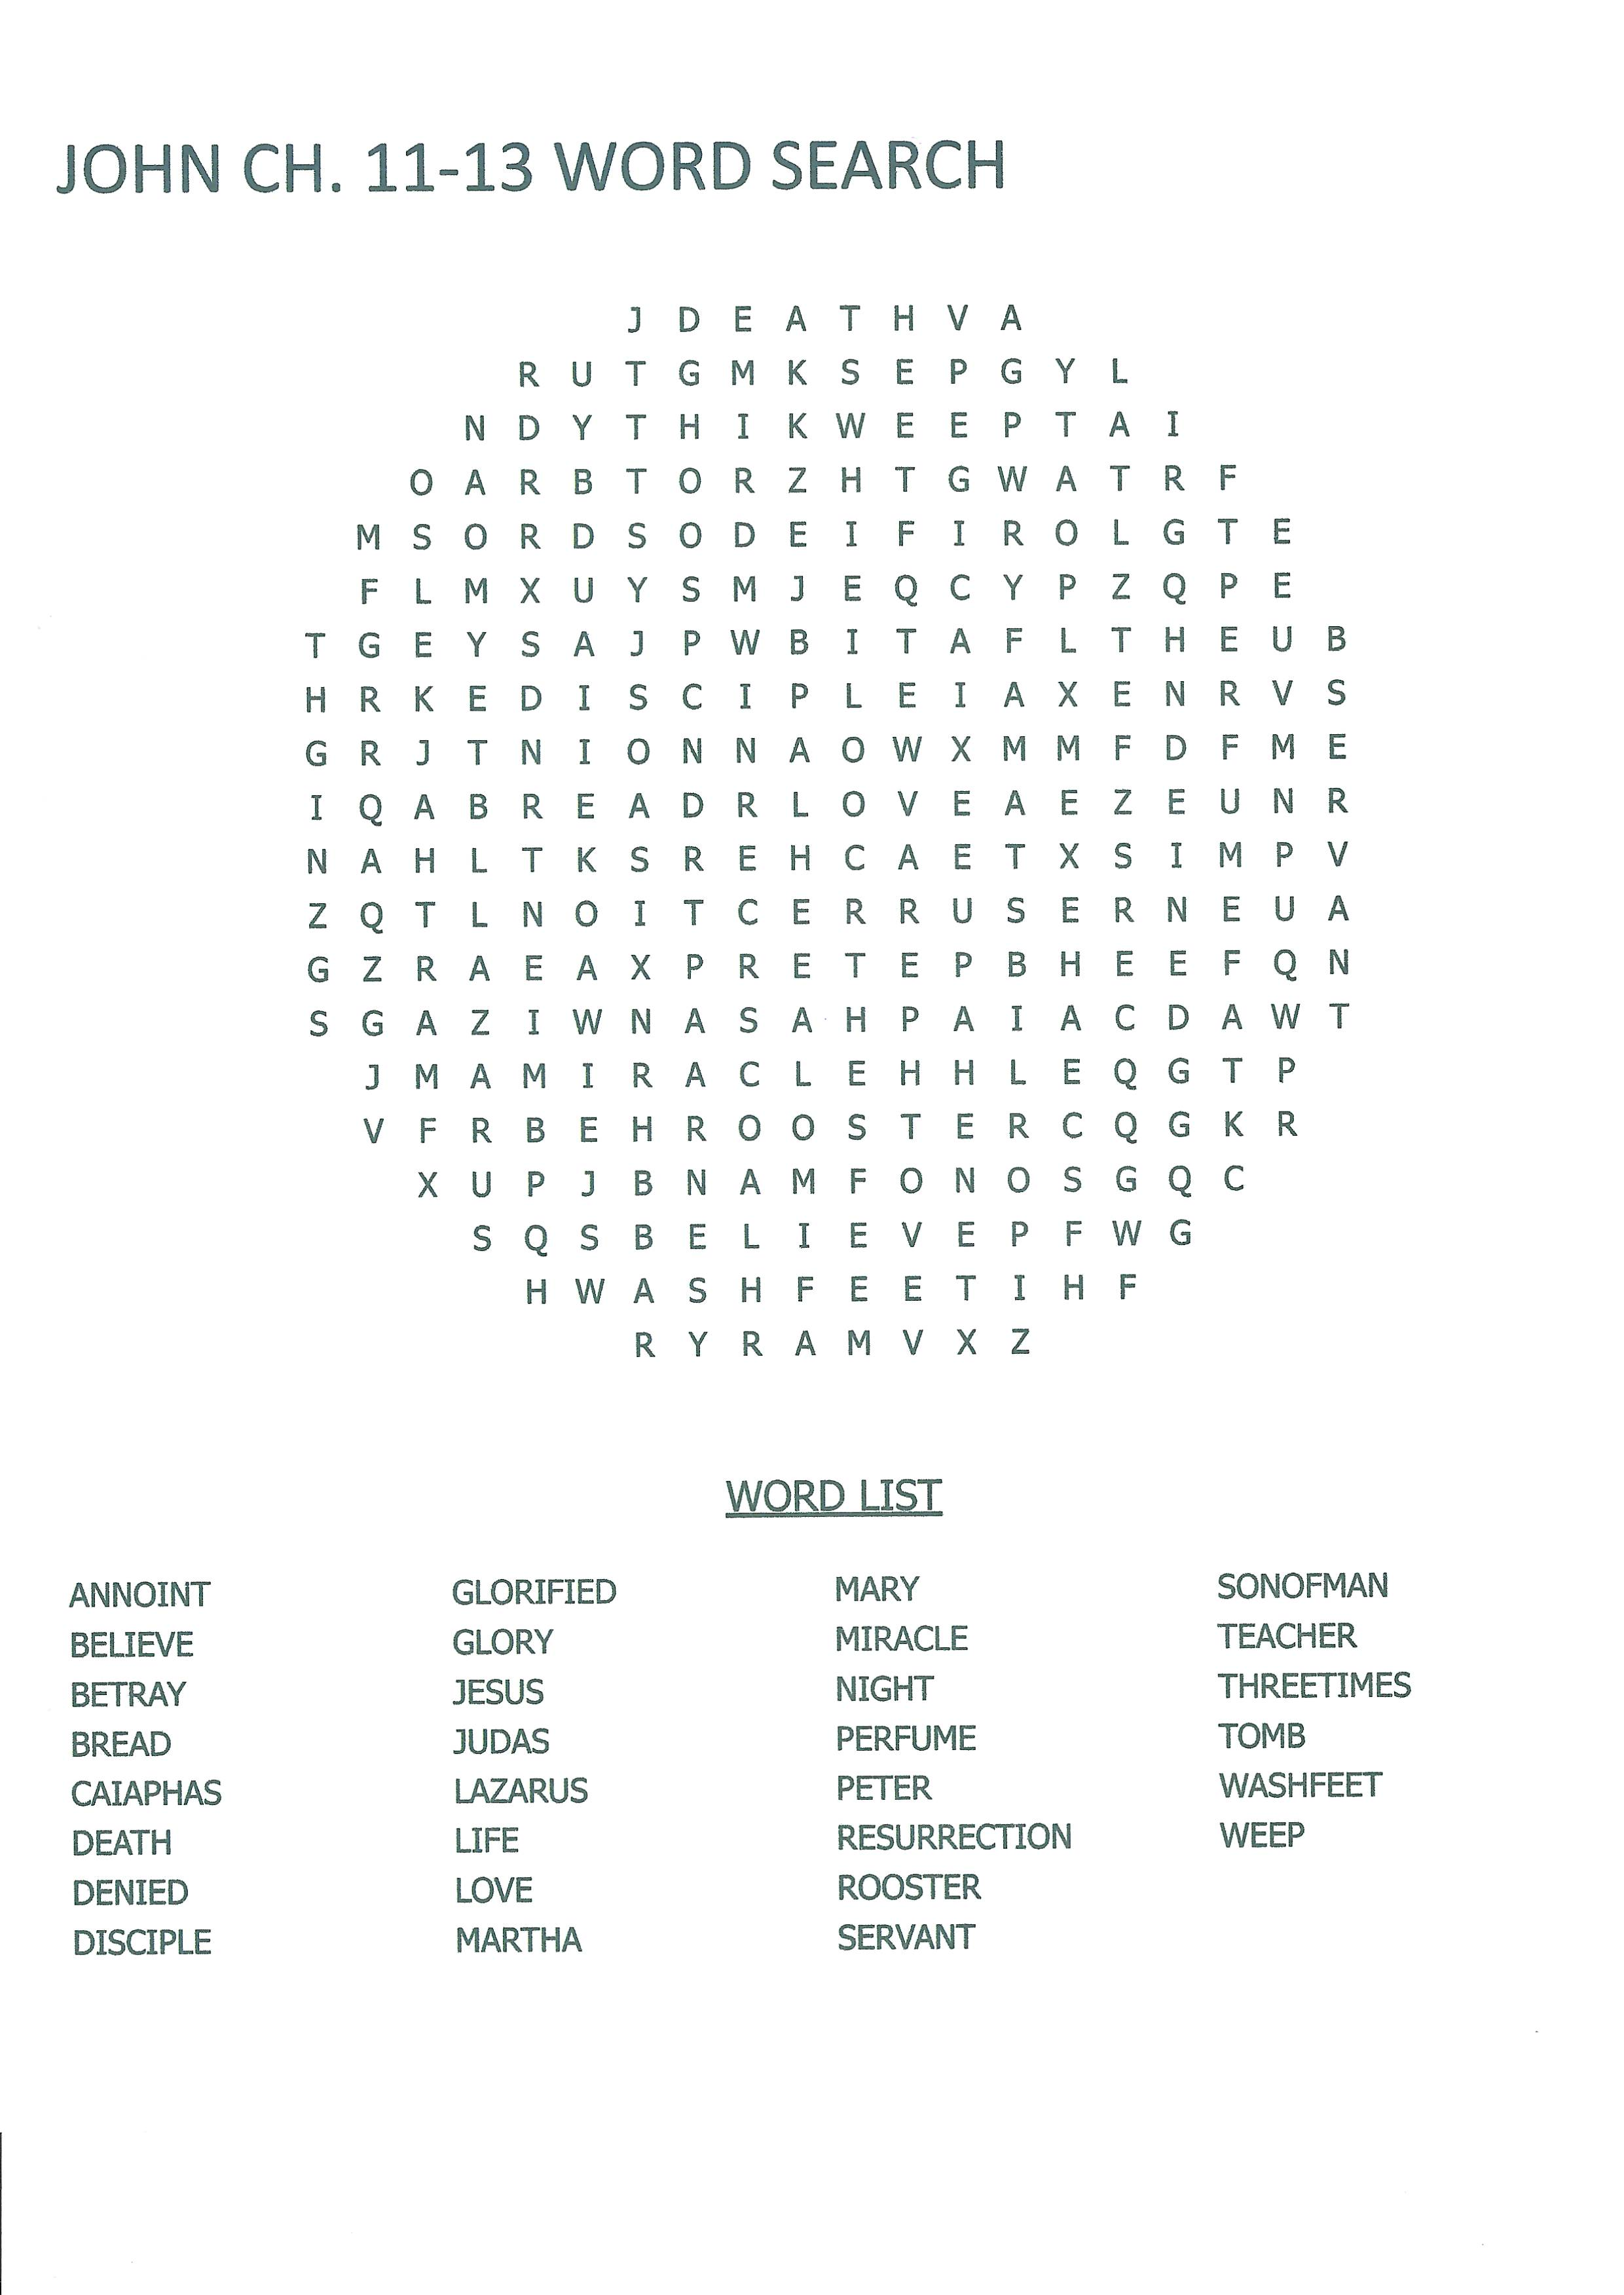 JOHN CH. 11-13 WORD SEARCH
J D E A T H V A
R U T G M K S E P G Y L
N D Y T H I K W E E P T A I
O A R B T O R Z H T G W A T R F
M S O R D S O D E I F I R O L G T E
F L M X U Y S M J E Q C Y P Z Q P E
T G E Y S A J P W B I T A F L T H E U B
H R K E D I S C I P L E I A X E N R V S
G R J T N I O N N A O W X M M F D F M E
I Q A B R E A D R L O V E A E Z E U N R
N A H L T K S R E H C A E T X S I M P V
Z Q T L N O I T C E R R U S E R N E U A
G Z R A E A X P R E T E P B H E E F Q N
S G A Z I W N A S A H P A I A C D A W T
J M A M I R A C L E H H L E Q G T P
V F R B E H R O O S T E R C Q G K R
X U P J B N A M F O N O S G Q C
S Q S B E L I E V E P F W G
H W A S H F E E T I H F
R Y R A M V X Z
WORD LIST
ANNOINT GLORIFIED MARY SONOFMAN
BELIEVE GLORY MIRACLE TEACHER
BETRAY JESUS NIGHT THREETIMES
BREAD JUDAS PERFUME TOMB
CAIAPHAS LAZARUS PETER WASHFEET
DEATH LIFE RESURRECTION WEEP
DENIED LOVE ROOSTER
DISCIPLE MARTHA SERVANT